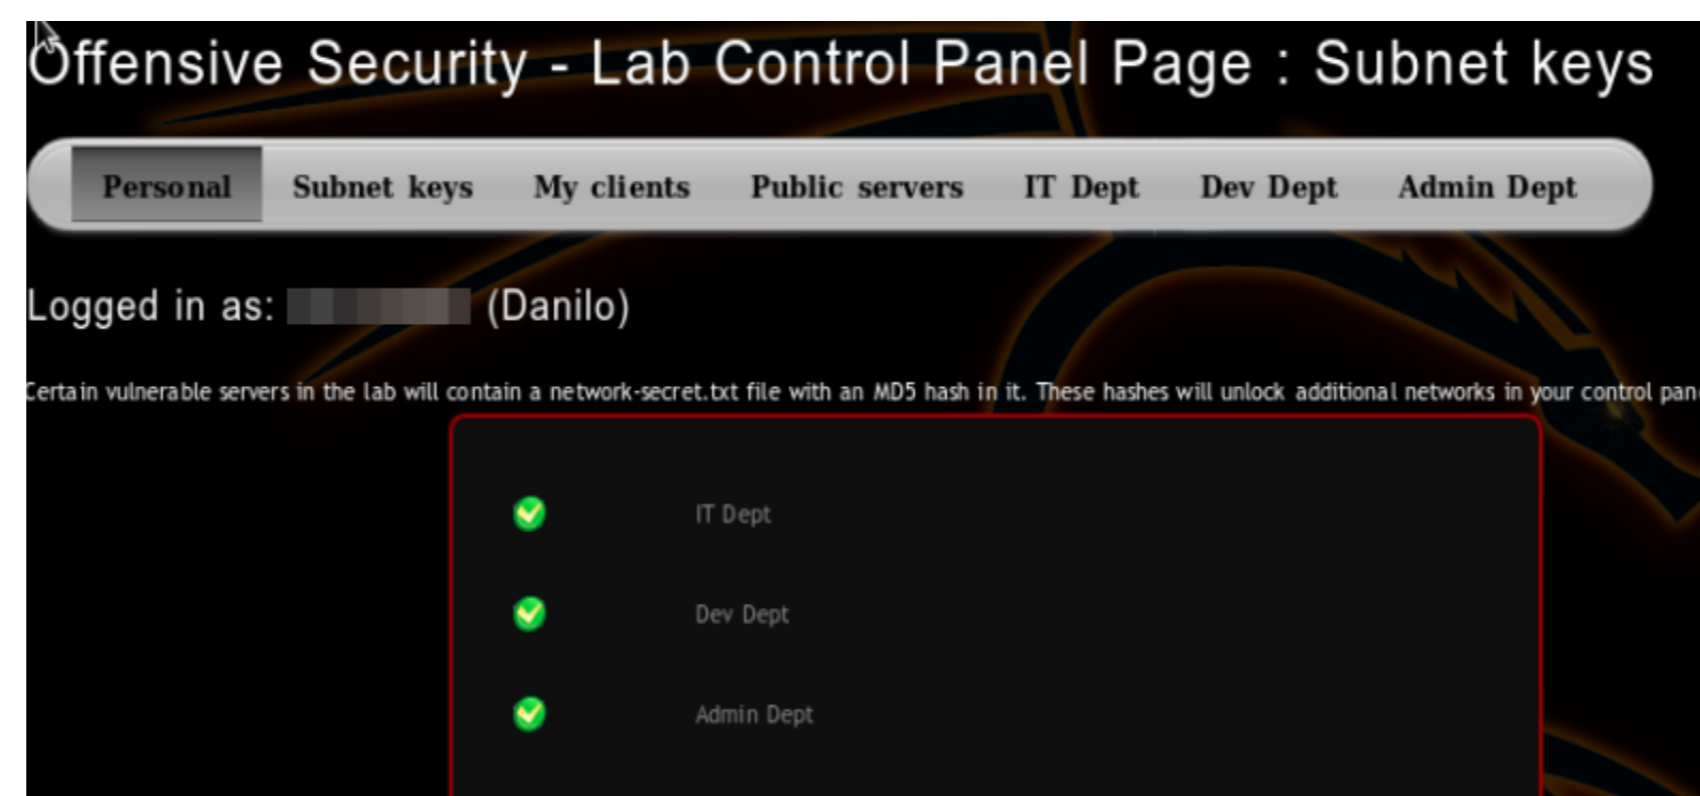 Offensive Security - Lab Control Panel Page : Subnet keys
Personal Subnet keys My clients Public servers IT Dept Dev Dept Admin Dept
Logged in as: (Danilo)
Certain vulnerable servers in the lab will contain a network-secret.txt file with an MD5 hash in it. These hashes will unlock additional networks in your control
IT Dept
Dev Dept
Admin Dept